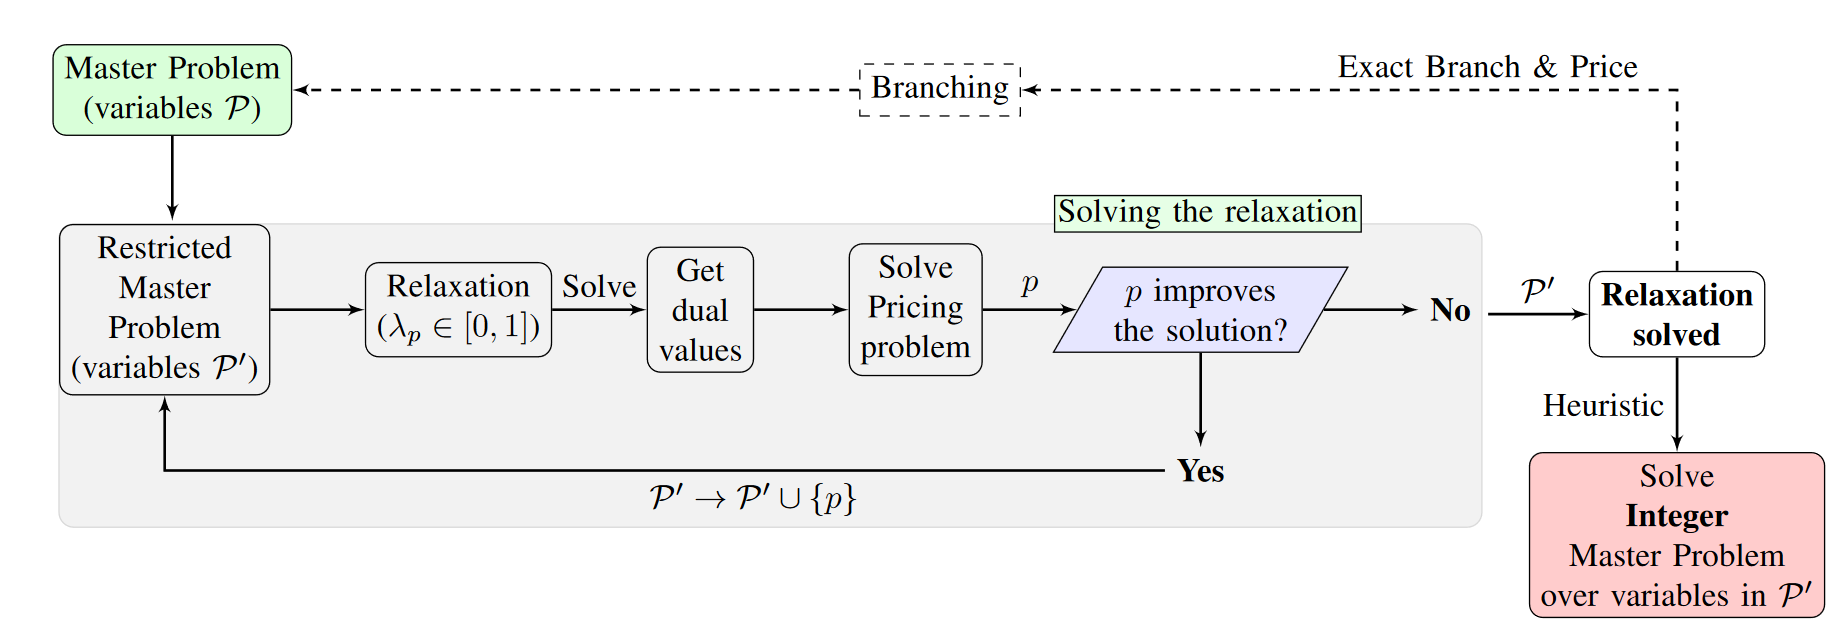 Master Problem
(variables 𝒫)
Branching
Exact Branch & Price
Solving the relaxation
Restricted
Master
Problem
(variables 𝒫′)
Relaxation
(λₚ ∈ [0, 1])
Solve
Get
dual
values
Solve
Pricing
problem
p
p improves
the solution?
No
𝒫′
Relaxation
solved
Yes
𝒫′ → 𝒫′ ∪ {p}
Heuristic
Solve
Integer
Master Problem
over variables in 𝒫′